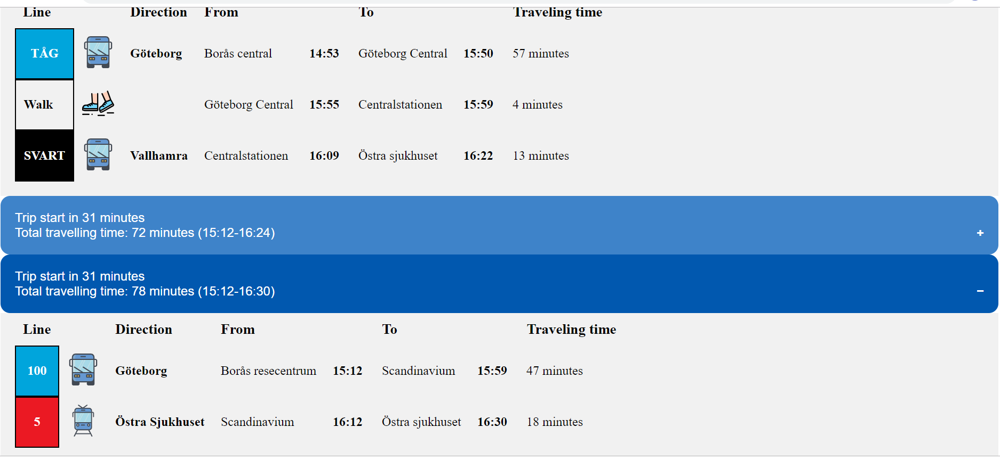 Line Direction From To Traveling time
TÅG Göteborg Borås central 14:53 Göteborg Central 15:50 57 minutes
Walk Göteborg Central 15:55 Centralstationen 15:59 4 minutes
SVART Vallhamra Centralstationen 16:09 Östra sjukhuset 16:22 13 minutes
Trip start in 31 minutes
Total travelling time: 72 minutes (15:12-16:24) +
Trip start in 31 minutes
Total travelling time: 78 minutes (15:12-16:30) −
Line Direction From To Traveling time
100 Göteborg Borås resecentrum 15:12 Scandinavium 15:59 47 minutes
5 Östra Sjukhuset Scandinavium 16:12 Östra sjukhuset 16:30 18 minutes